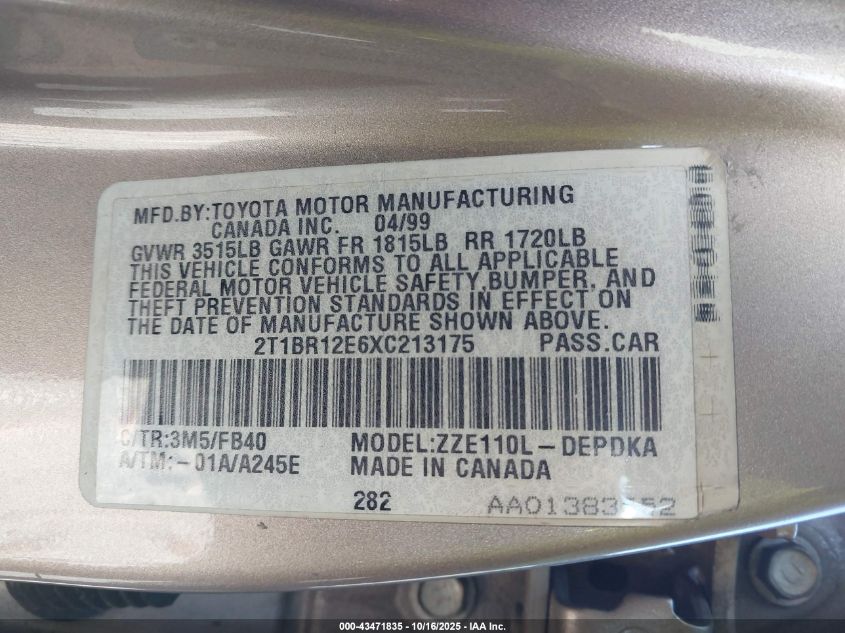 MFD.BY:TOYOTA MOTOR MANUFACTURING
CANADA INC. 04/99
GVWR 3515LB GAWR FR 1815LB RR 1720LB
THIS VEHICLE CONFORMS TO ALL APPLICABLE
FEDERAL MOTOR VEHICLE SAFETY,BUMPER, AND
THEFT PREVENTION STANDARDS IN EFFECT ON
THE DATE OF MANUFACTURE SHOWN ABOVE.
2T1BR12E6XC213175 PASS.CAR
C/TR:3M5/FB40 MODEL:ZZE110L-DEPDKA
A/TM:-01A/A245E MADE IN CANADA
282
000-43471835 - 10/16/2025 - IAA Inc.